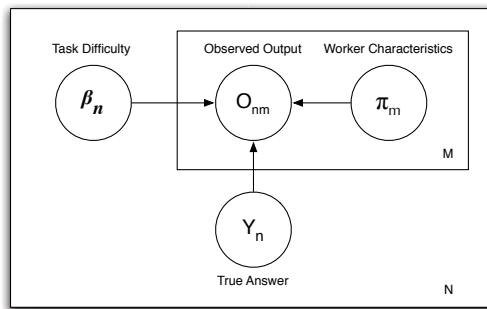 Task Difficulty
Observed Output
Worker Characteristics
βn
Onm
πm
M
Yn
True Answer
N